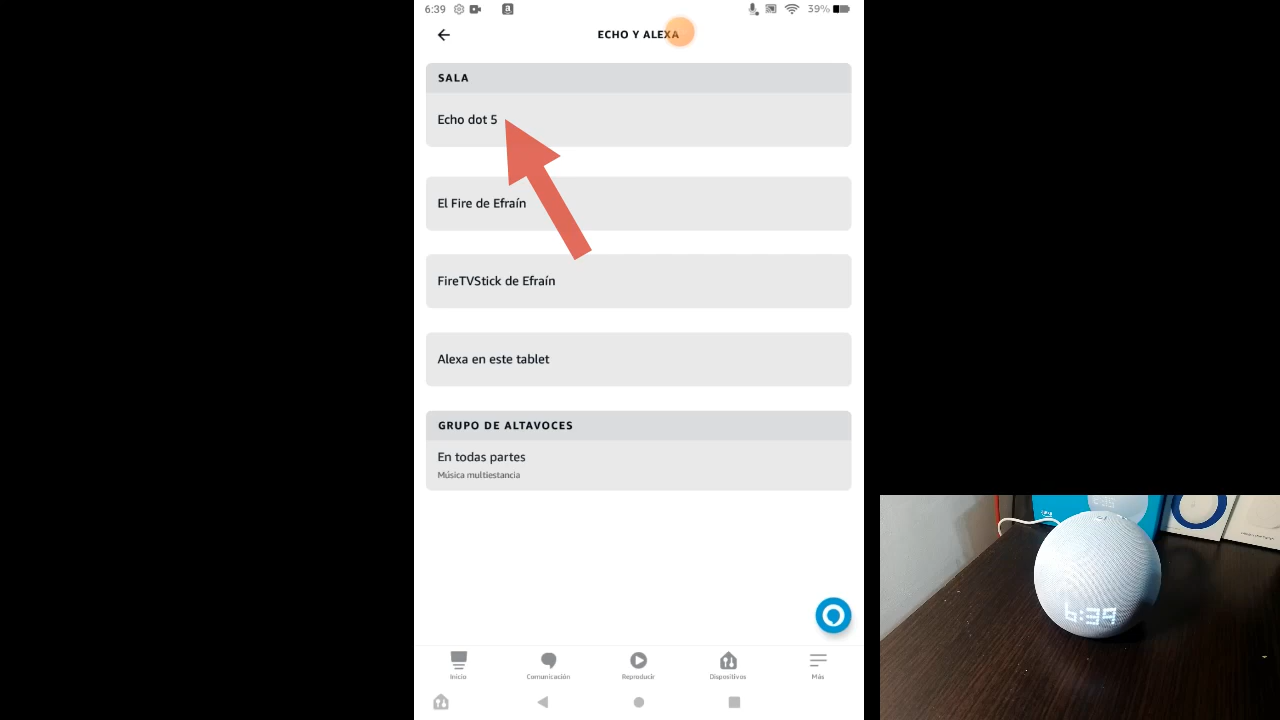 6:39
39%
ECHO Y ALEXA
SALA
Echo dot 5
El Fire de Efraín
FireTVStick de Efraín
Alexa en este tablet
GRUPO DE ALTAVOCES
En todas partes
Música multiestancia
Inicio
Comunicación
Reproducir
Dispositivos
Más
6:39